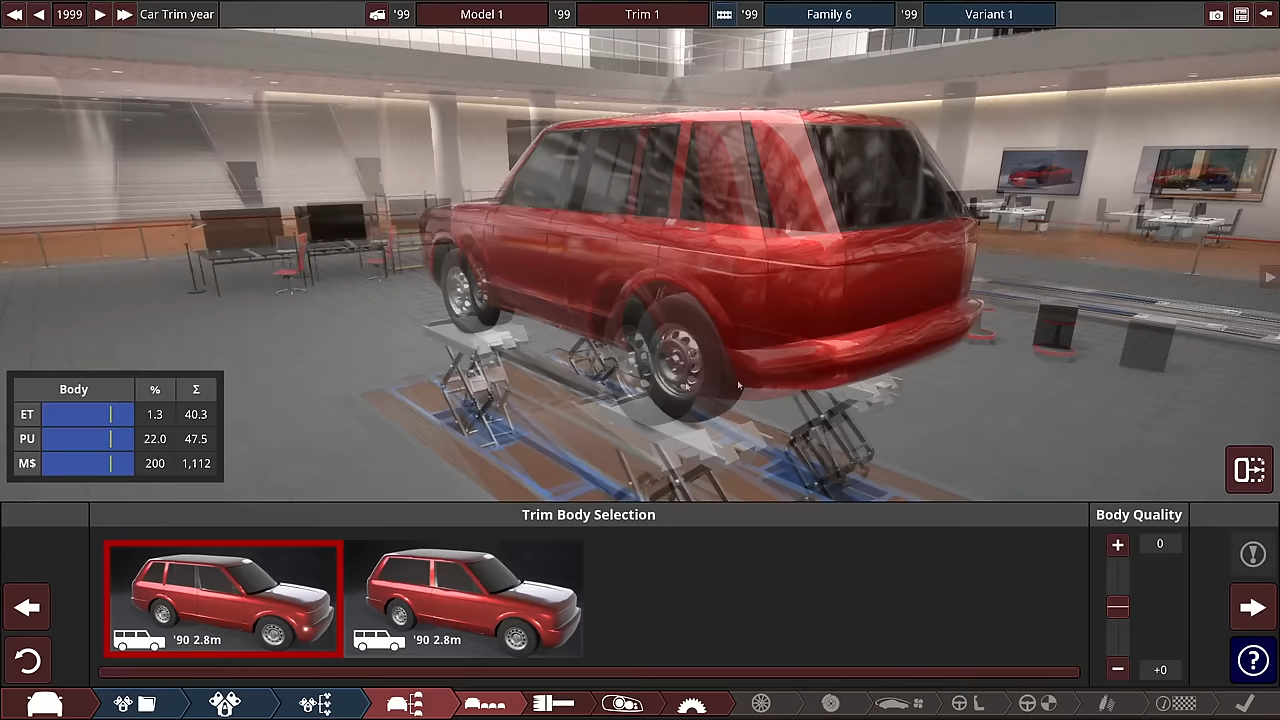 1999 Car Trim year '99 Model 1 '99 Trim 1 '99 Family 6 '99 Variant 1
Body % Σ
ET 1.3 40.3
PU 22.0 47.5
M$ 200 1,112
Trim Body Selection
Body Quality
'90 2.8m
'90 2.8m
+ 0
- +0
?